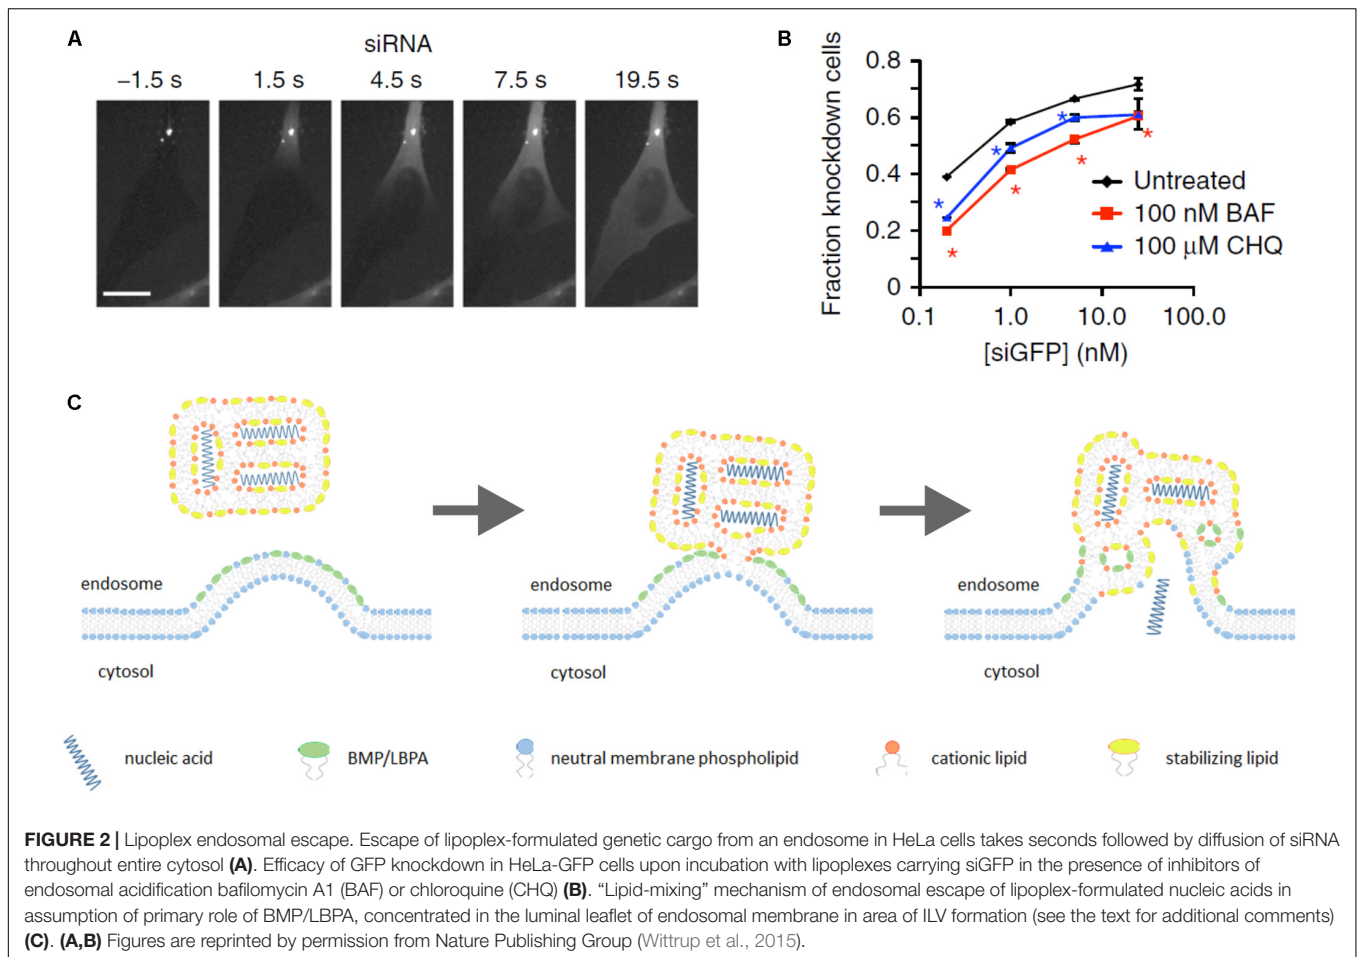 A
siRNA
–1.5 s 1.5 s 4.5 s 7.5 s 19.5 s
B
Fraction knockdown cells
0.8
0.6
0.4
0.2
0
* * * * * * *
Untreated
100 nM BAF
100 μM CHQ
0.1 1.0 10.0 100.0
[siGFP] (nM)
C
endosome
cytosol
endosome
cytosol
endosome
cytosol
nucleic acid
BMP/LBPA
neutral membrane phospholipid
cationic lipid
stabilizing lipid
FIGURE 2 | Lipoplex endosomal escape. Escape of lipoplex-formulated genetic cargo from an endosome in HeLa cells takes seconds followed by diffusion of siRNA
throughout entire cytosol (A). Efficacy of GFP knockdown in HeLa-GFP cells upon incubation with lipoplexes carrying siGFP in the presence of inhibitors of
endosomal acidification bafilomycin A1 (BAF) or chloroquine (CHQ) (B). “Lipid-mixing” mechanism of endosomal escape of lipoplex-formulated nucleic acids in
assumption of primary role of BMP/LBPA, concentrated in the luminal leaflet of endosomal membrane in area of ILV formation (see the text for additional comments)
(C). (A,B) Figures are reprinted by permission from Nature Publishing Group (Wittrup et al., 2015).